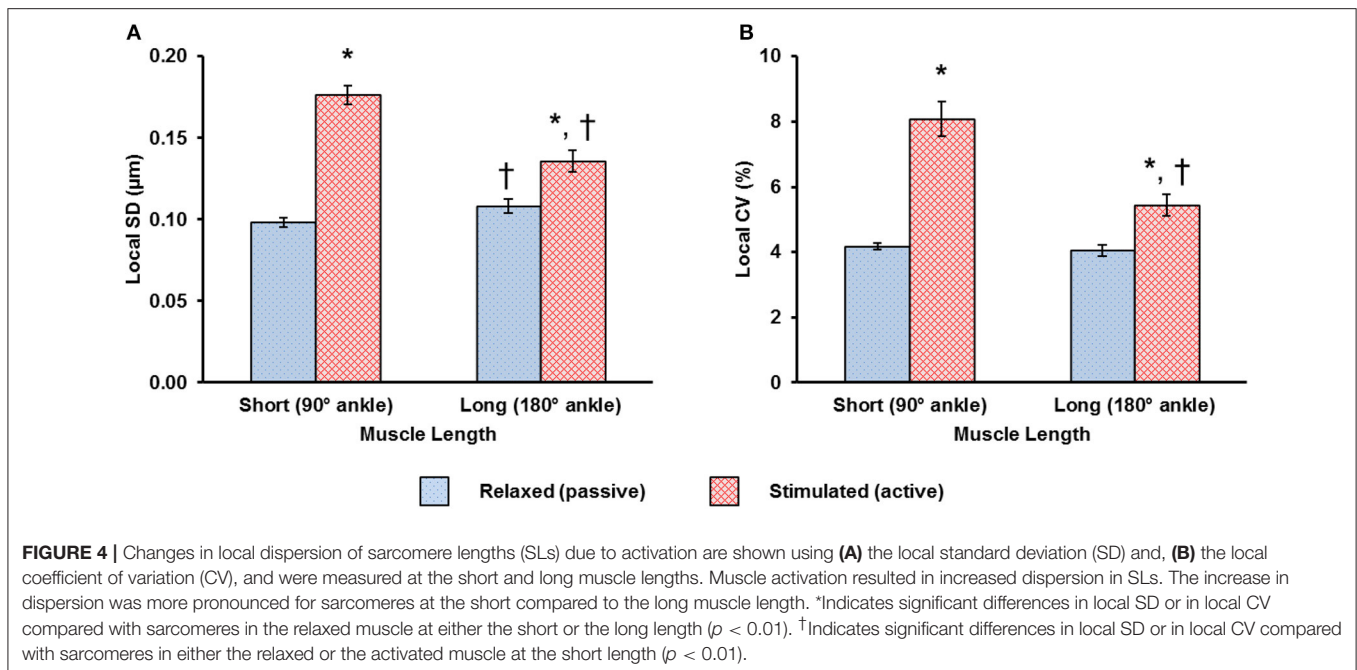 A
0.20
0.15
0.10
0.05
0.00
Local SD (µm)
*
†
*, †
Short (90° ankle) Long (180° ankle)
Muscle Length
B
10
8
6
4
2
0
Local CV (%)
*
*, †
Short (90° ankle) Long (180° ankle)
Muscle Length
Relaxed (passive) Stimulated (active)
FIGURE 4 | Changes in local dispersion of sarcomere lengths (SLs) due to activation are shown using (A) the local standard deviation (SD) and, (B) the local
coefficient of variation (CV), and were measured at the short and long muscle lengths. Muscle activation resulted in increased dispersion in SLs. The increase in
dispersion was more pronounced for sarcomeres at the short compared to the long muscle length. *Indicates significant differences in local SD or in local CV
compared with sarcomeres in the relaxed muscle at either the short or the long length (p < 0.01). †Indicates significant differences in local SD or in local CV compared
with sarcomeres in either the relaxed or the activated muscle at the short length (p < 0.01).